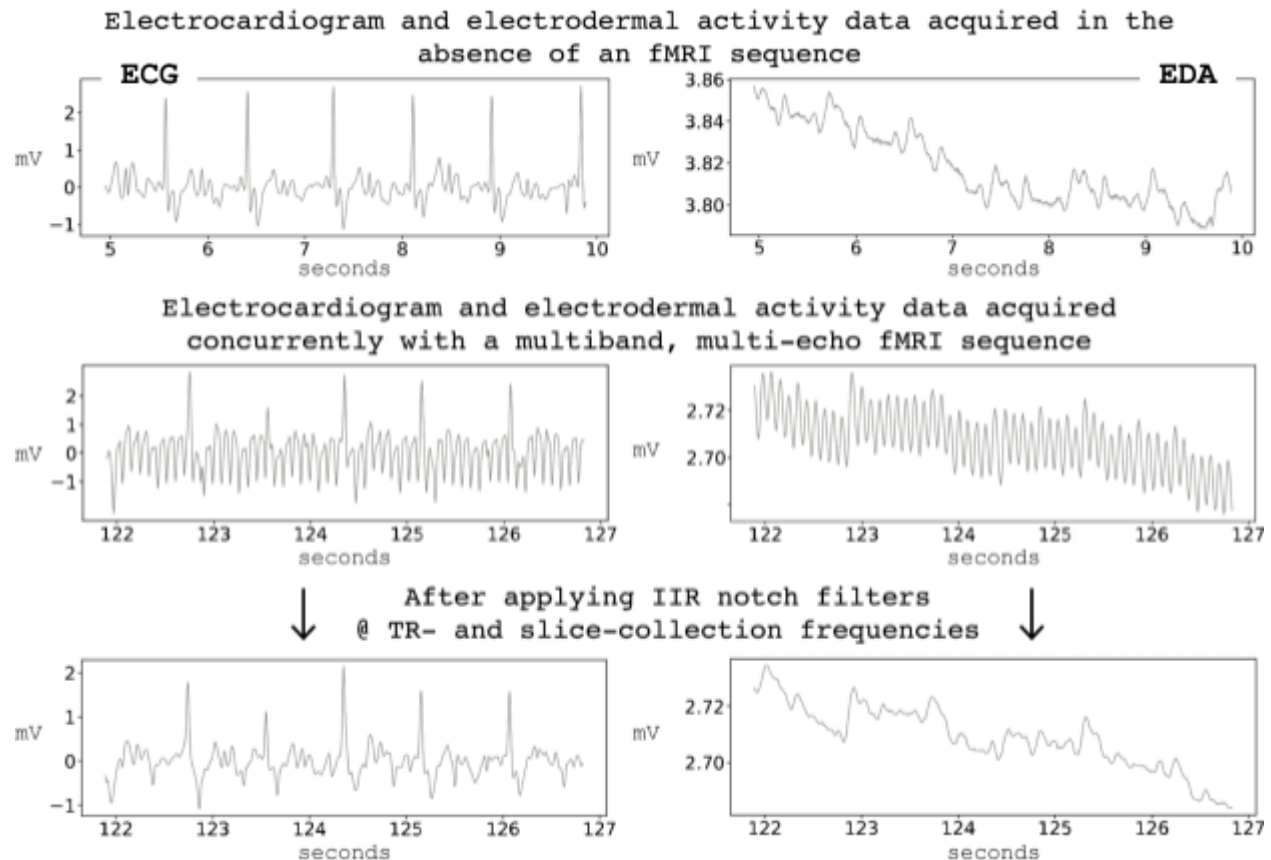 Electrocardiogram and electrodermal activity data acquired in the
absence of an fMRI sequence
ECG
EDA
2
1
0
−1
mV
5 6 7 8 9 10
seconds
3.86
3.84
3.82
3.80
mV
5 6 7 8 9 10
seconds
Electrocardiogram and electrodermal activity data acquired
concurrently with a multiband, multi-echo fMRI sequence
2
1
0
−1
mV
122 123 124 125 126 127
seconds
2.72
2.70
mV
122 123 124 125 126 127
seconds
After applying IIR notch filters
@ TR- and slice-collection frequencies
2
1
0
−1
mV
122 123 124 125 126 127
seconds
2.72
2.70
mV
122 123 124 125 126 127
seconds